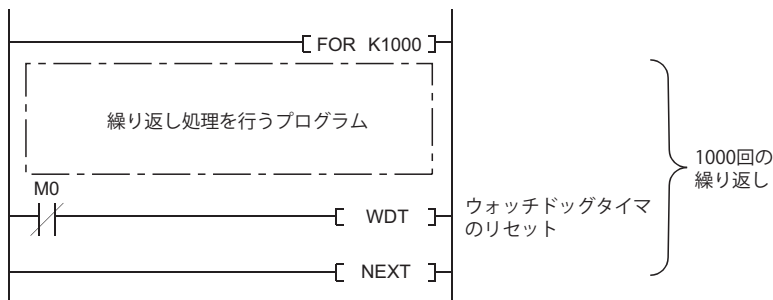 FOR K1000
繰り返し処理を行うプログラム
M0
WDT
ウォッチドッグタイマ
のリセット
NEXT
1000回の
繰り返し